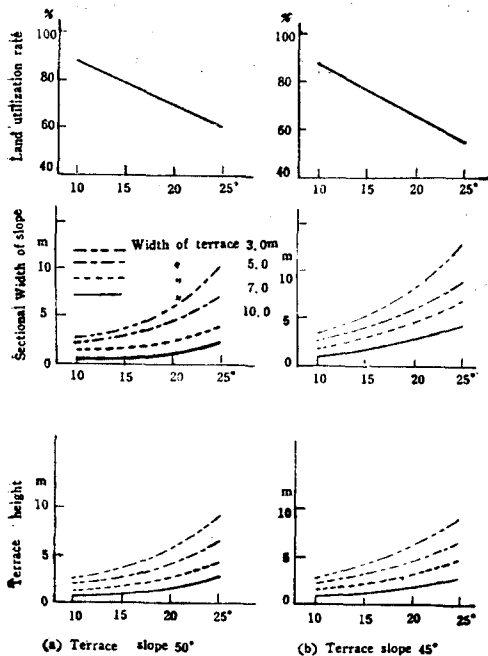 % %
Land utilization rate
100 100
80 80
60 60
40 40
10 15 20 25° 10 15 20 25°
Sectional Width of slope
m m
Width of terrace 3.0m
5.0
7.0
10.0
10 10
5 5
0 0
10 15 20 25° 10 15 20 25°
Terrace height
m m
10 10
5 5
0 0
10 15 20 25° 10 15 20 25°
(a) Terrace slope 50° (b) Terrace slope 45°